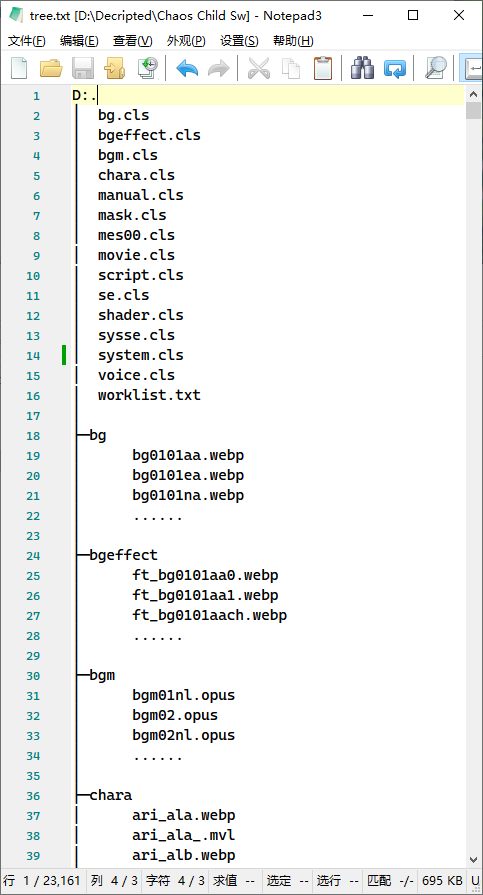 tree.txt [D:\Decripted\Chaos Child Sw] - Notepad3
文件(F) 编辑(E) 查看(V) 外观(P) 设置(S) 帮助(H)
1 D:.
2 bg.cls
3 bgeffect.cls
4 bgm.cls
5 chara.cls
6 manual.cls
7 mask.cls
8 mes00.cls
9 movie.cls
10 script.cls
11 se.cls
12 shader.cls
13 sysse.cls
14 system.cls
15 voice.cls
16 worklist.txt
17
18 ├─bg
19 bg0101aa.webp
20 bg0101ea.webp
21 bg0101na.webp
22 ......
23
24 ├─bgeffect
25 ft_bg0101aa0.webp
26 ft_bg0101aa1.webp
27 ft_bg0101aach.webp
28 ......
29
30 ├─bgm
31 bgm01nl.opus
32 bgm02.opus
33 bgm02nl.opus
34 ......
35
36 ├─chara
37 ari_ala.webp
38 ari_ala_.mvl
39 ari_alb.webp
行 1 / 23,161 列 4 / 3 字符 4 / 3 求值 -- 选定 -- 选行 -- 匹配 -/- 695 KB U